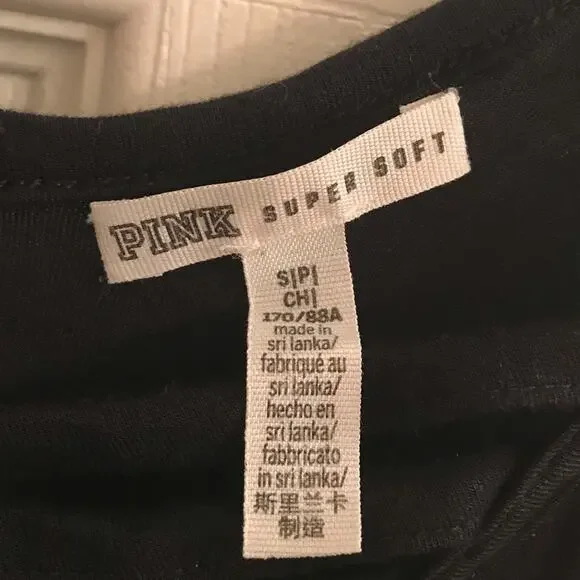 PINK SUPER SOFT
S|P|
CH|
170/88A
made in
sri lanka/
fabriqué au
sri lanka/
hecho en
sri lanka/
fabbricato
in sri lanka/
斯里兰卡
制造